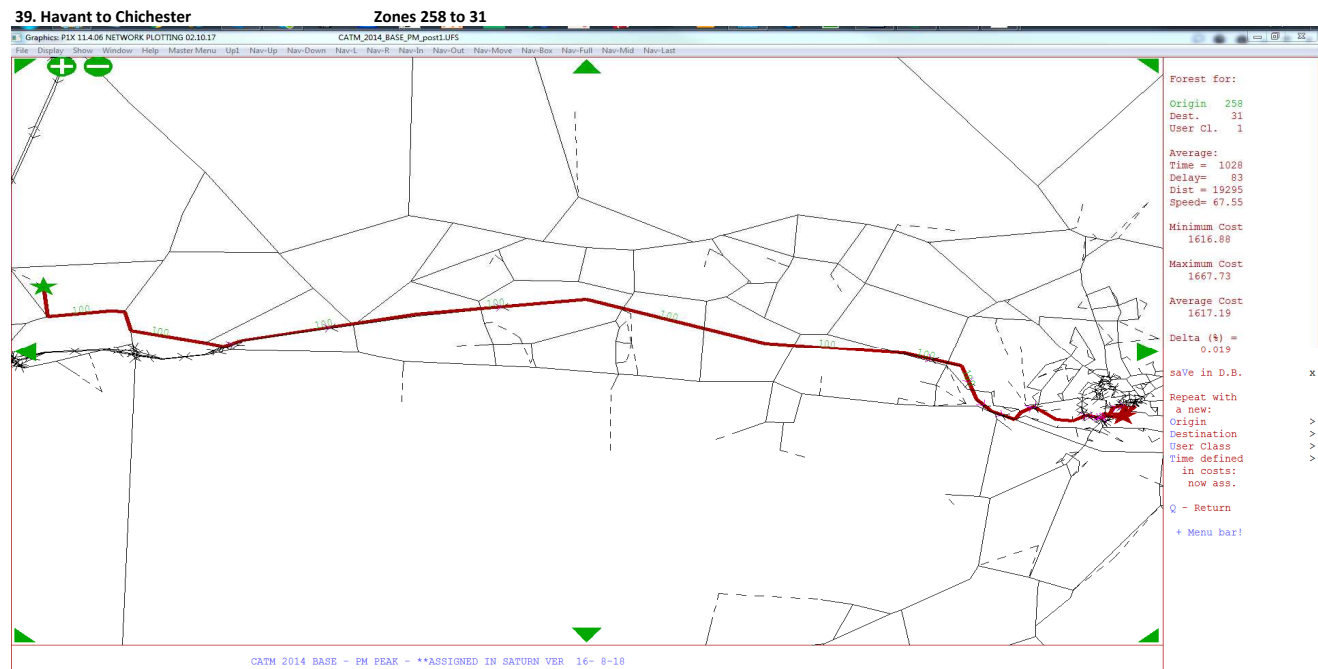 39. Havant to Chichester Zones 258 to 31
Graphics: P1X 11.4.06 NETWORK PLOTTING 02.10.17 CATM_2014_BASE_PM_post1.UFS
File Display Show Window Help Master Menu Up1 Nav-Up Nav-Down Nav-L Nav-R Nav-In Nav-Out Nav-Move Nav-Box Nav-Full Nav-Mid Nav-Last
Forest for:
Origin 258
Dest. 31
User Cl. 1
Average:
Time = 1028
Delay= 83
Dist = 19295
Speed= 67.55
Minimum Cost
1616.88
Maximum Cost
1667.73
Average Cost
1617.19
Delta (%) =
0.019
saVe in D.B. x
Repeat with
a new:
Origin >
Destination >
User Class >
Time defined >
in costs:
now ass.
Q - Return
+ Menu bar!
100
100
100
100
100
100
100
CATM 2014 BASE - PM PEAK - **ASSIGNED IN SATURN VER 16- 8-18